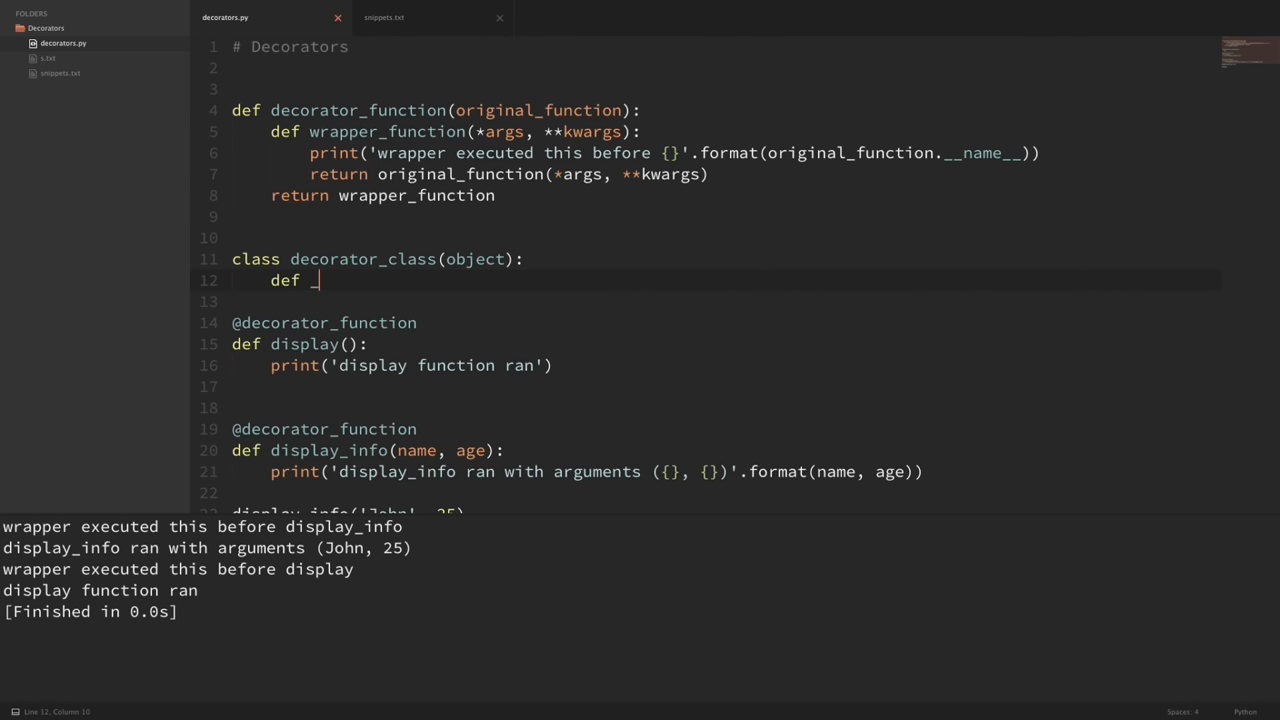 FOLDERS
Decorators
decorators.py
s.txt
snippets.txt
decorators.py
snippets.txt
1 # Decorators
2
3
4 def decorator_function(original_function):
5     def wrapper_function(*args, **kwargs):
6         print('wrapper executed this before {}'.format(original_function.__name__))
7         return original_function(*args, **kwargs)
8     return wrapper_function
9
10
11 class decorator_class(object):
12     def _
13
14 @decorator_function
15 def display():
16     print('display function ran')
17
18
19 @decorator_function
20 def display_info(name, age):
21     print('display_info ran with arguments ({}, {})'.format(name, age))
22
23 display_info('John', 25)
wrapper executed this before display_info
display_info ran with arguments (John, 25)
wrapper executed this before display
display function ran
[Finished in 0.0s]
Line 12, Column 10
Spaces: 4
Python